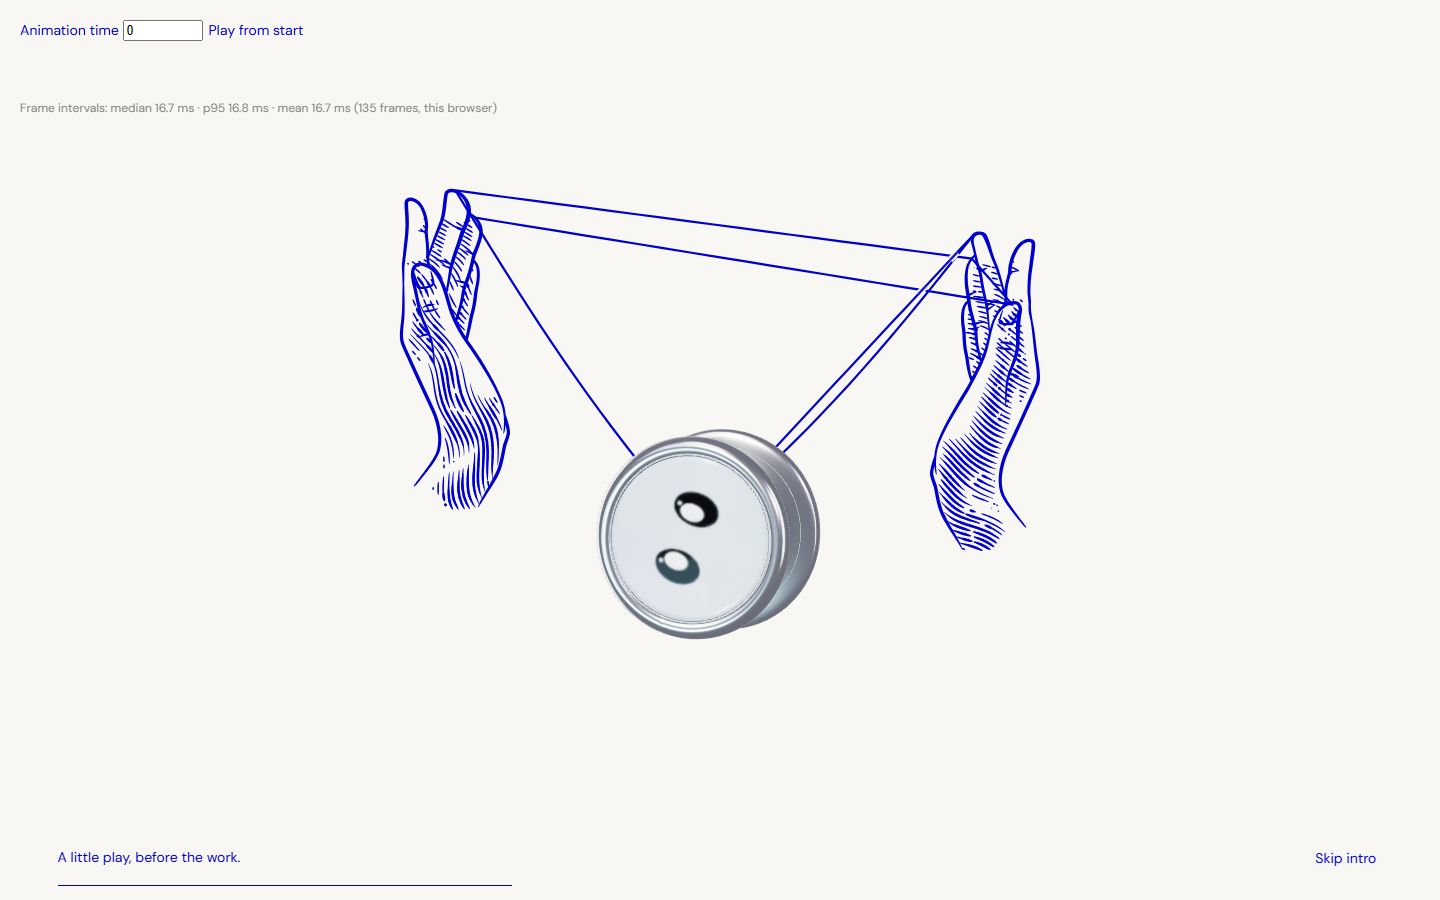 Animation time 0 Play from start
Frame intervals: median 16.7 ms · p95 16.8 ms · mean 16.7 ms (135 frames, this browser)
A little play, before the work.
Skip intro